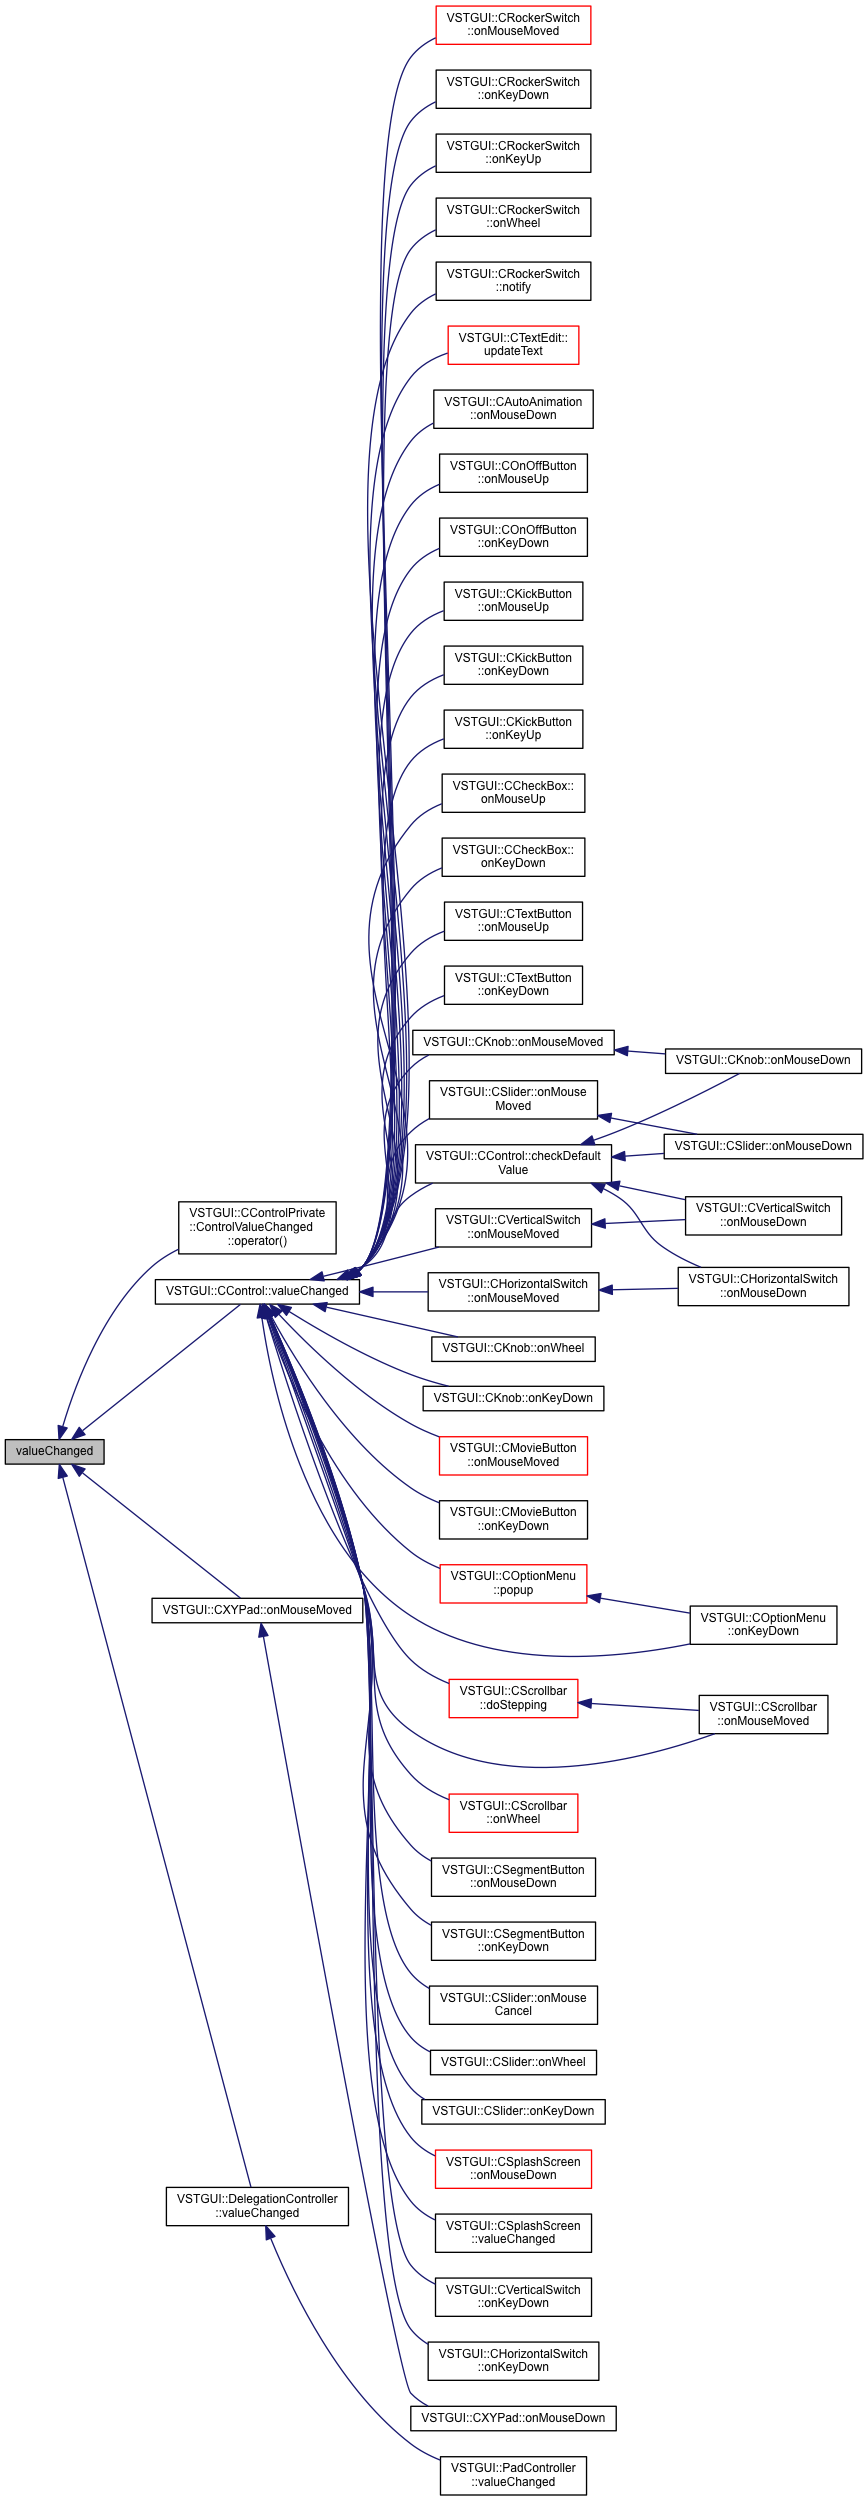 VSTGUI::CRockerSwitch
::onMouseMoved
VSTGUI::CRockerSwitch
::onKeyDown
VSTGUI::CRockerSwitch
::onKeyUp
VSTGUI::CRockerSwitch
::onWheel
VSTGUI::CRockerSwitch
::notify
VSTGUI::CTextEdit::
updateText
VSTGUI::CAutoAnimation
::onMouseDown
VSTGUI::COnOffButton
::onMouseUp
VSTGUI::COnOffButton
::onKeyDown
VSTGUI::CKickButton
::onMouseUp
VSTGUI::CKickButton
::onKeyDown
VSTGUI::CKickButton
::onKeyUp
VSTGUI::CCheckBox::
onMouseUp
VSTGUI::CCheckBox::
onKeyDown
VSTGUI::CTextButton
::onMouseUp
VSTGUI::CTextButton
::onKeyDown
VSTGUI::CKnob::onMouseMoved
VSTGUI::CKnob::onMouseDown
VSTGUI::CSlider::onMouse
Moved
VSTGUI::CSlider::onMouseDown
VSTGUI::CControl::checkDefault
Value
VSTGUI::CControlPrivate
::ControlValueChanged
::operator()
VSTGUI::CVerticalSwitch
::onMouseMoved
VSTGUI::CVerticalSwitch
::onMouseDown
VSTGUI::CControl::valueChanged
VSTGUI::CHorizontalSwitch
::onMouseMoved
VSTGUI::CHorizontalSwitch
::onMouseDown
VSTGUI::CKnob::onWheel
VSTGUI::CKnob::onKeyDown
valueChanged
VSTGUI::CMovieButton
::onMouseMoved
VSTGUI::CMovieButton
::onKeyDown
VSTGUI::COptionMenu
::popup
VSTGUI::CXYPad::onMouseMoved
VSTGUI::COptionMenu
::onKeyDown
VSTGUI::CScrollbar
::doStepping
VSTGUI::CScrollbar
::onMouseMoved
VSTGUI::CScrollbar
::onWheel
VSTGUI::CSegmentButton
::onMouseDown
VSTGUI::CSegmentButton
::onKeyDown
VSTGUI::CSlider::onMouse
Cancel
VSTGUI::CSlider::onWheel
VSTGUI::CSlider::onKeyDown
VSTGUI::CSplashScreen
::onMouseDown
VSTGUI::DelegationController
::valueChanged
VSTGUI::CSplashScreen
::valueChanged
VSTGUI::CVerticalSwitch
::onKeyDown
VSTGUI::CHorizontalSwitch
::onKeyDown
VSTGUI::CXYPad::onMouseDown
VSTGUI::PadController
::valueChanged